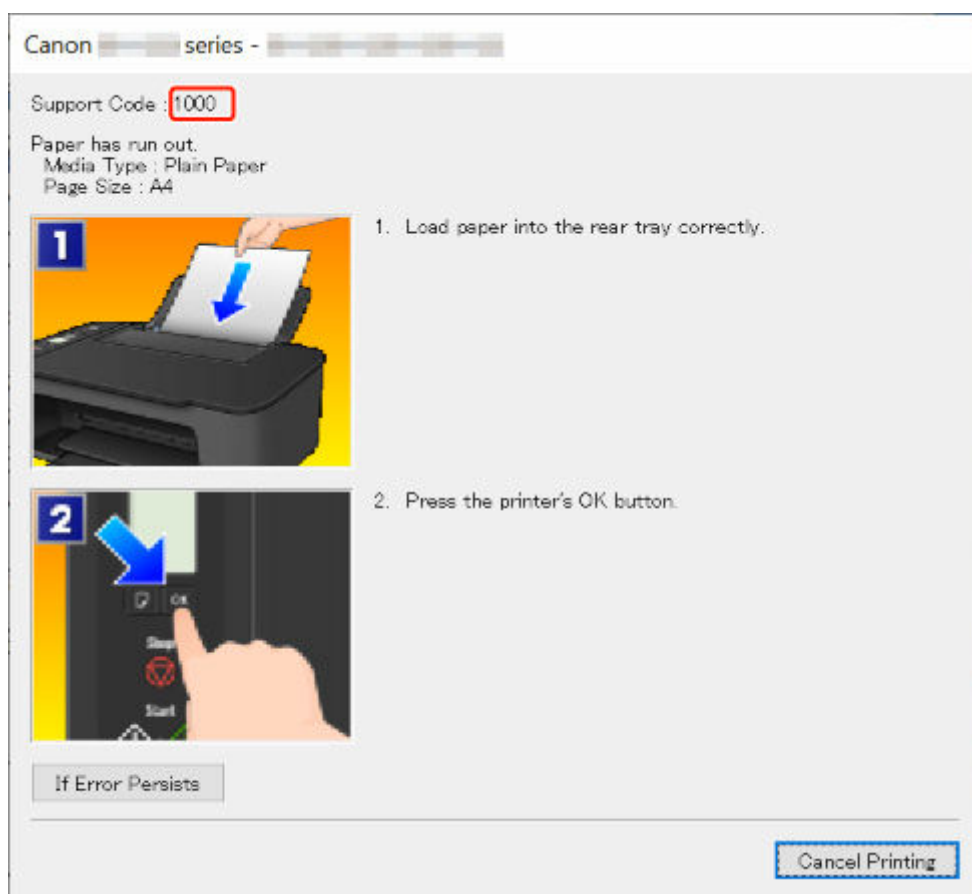 Canon series -
Support Code : 1000
Paper has run out.
Media Type : Plain Paper
Page Size : A4
1
1. Load paper into the rear tray correctly.
2
2. Press the printer's OK button.
OK
Stop
Start
If Error Persists
Cancel Printing